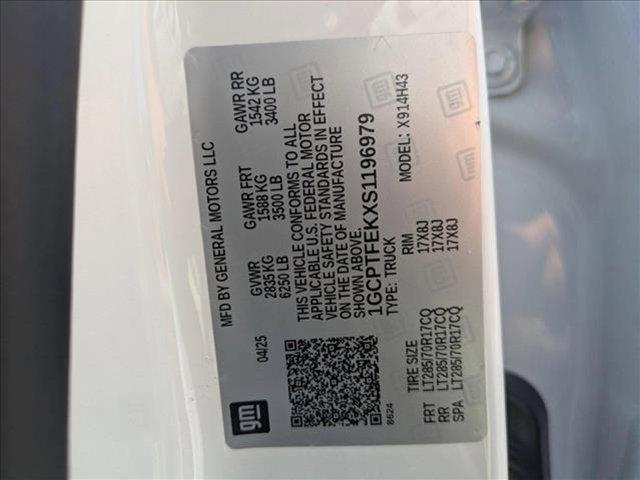 gm
MFD BY GENERAL MOTORS LLC
04/25
GVWR GAWR FRT GAWR RR
2835 KG 1588 KG 1542 KG
6250 LB 3500 LB 3400 LB
THIS VEHICLE CONFORMS TO ALL
APPLICABLE U.S. FEDERAL MOTOR
VEHICLE SAFETY STANDARDS IN EFFECT
ON THE DATE OF MANUFACTURE
SHOWN ABOVE.
1GCPTFEKXS1196979
TYPE: TRUCK
8624 MODEL: X914H43
TIRE SIZE RIM
FRT LT285/70R17CQ 17X8J
RR LT285/70R17CQ 17X8J
SPA LT285/70R17CQ 17X8J